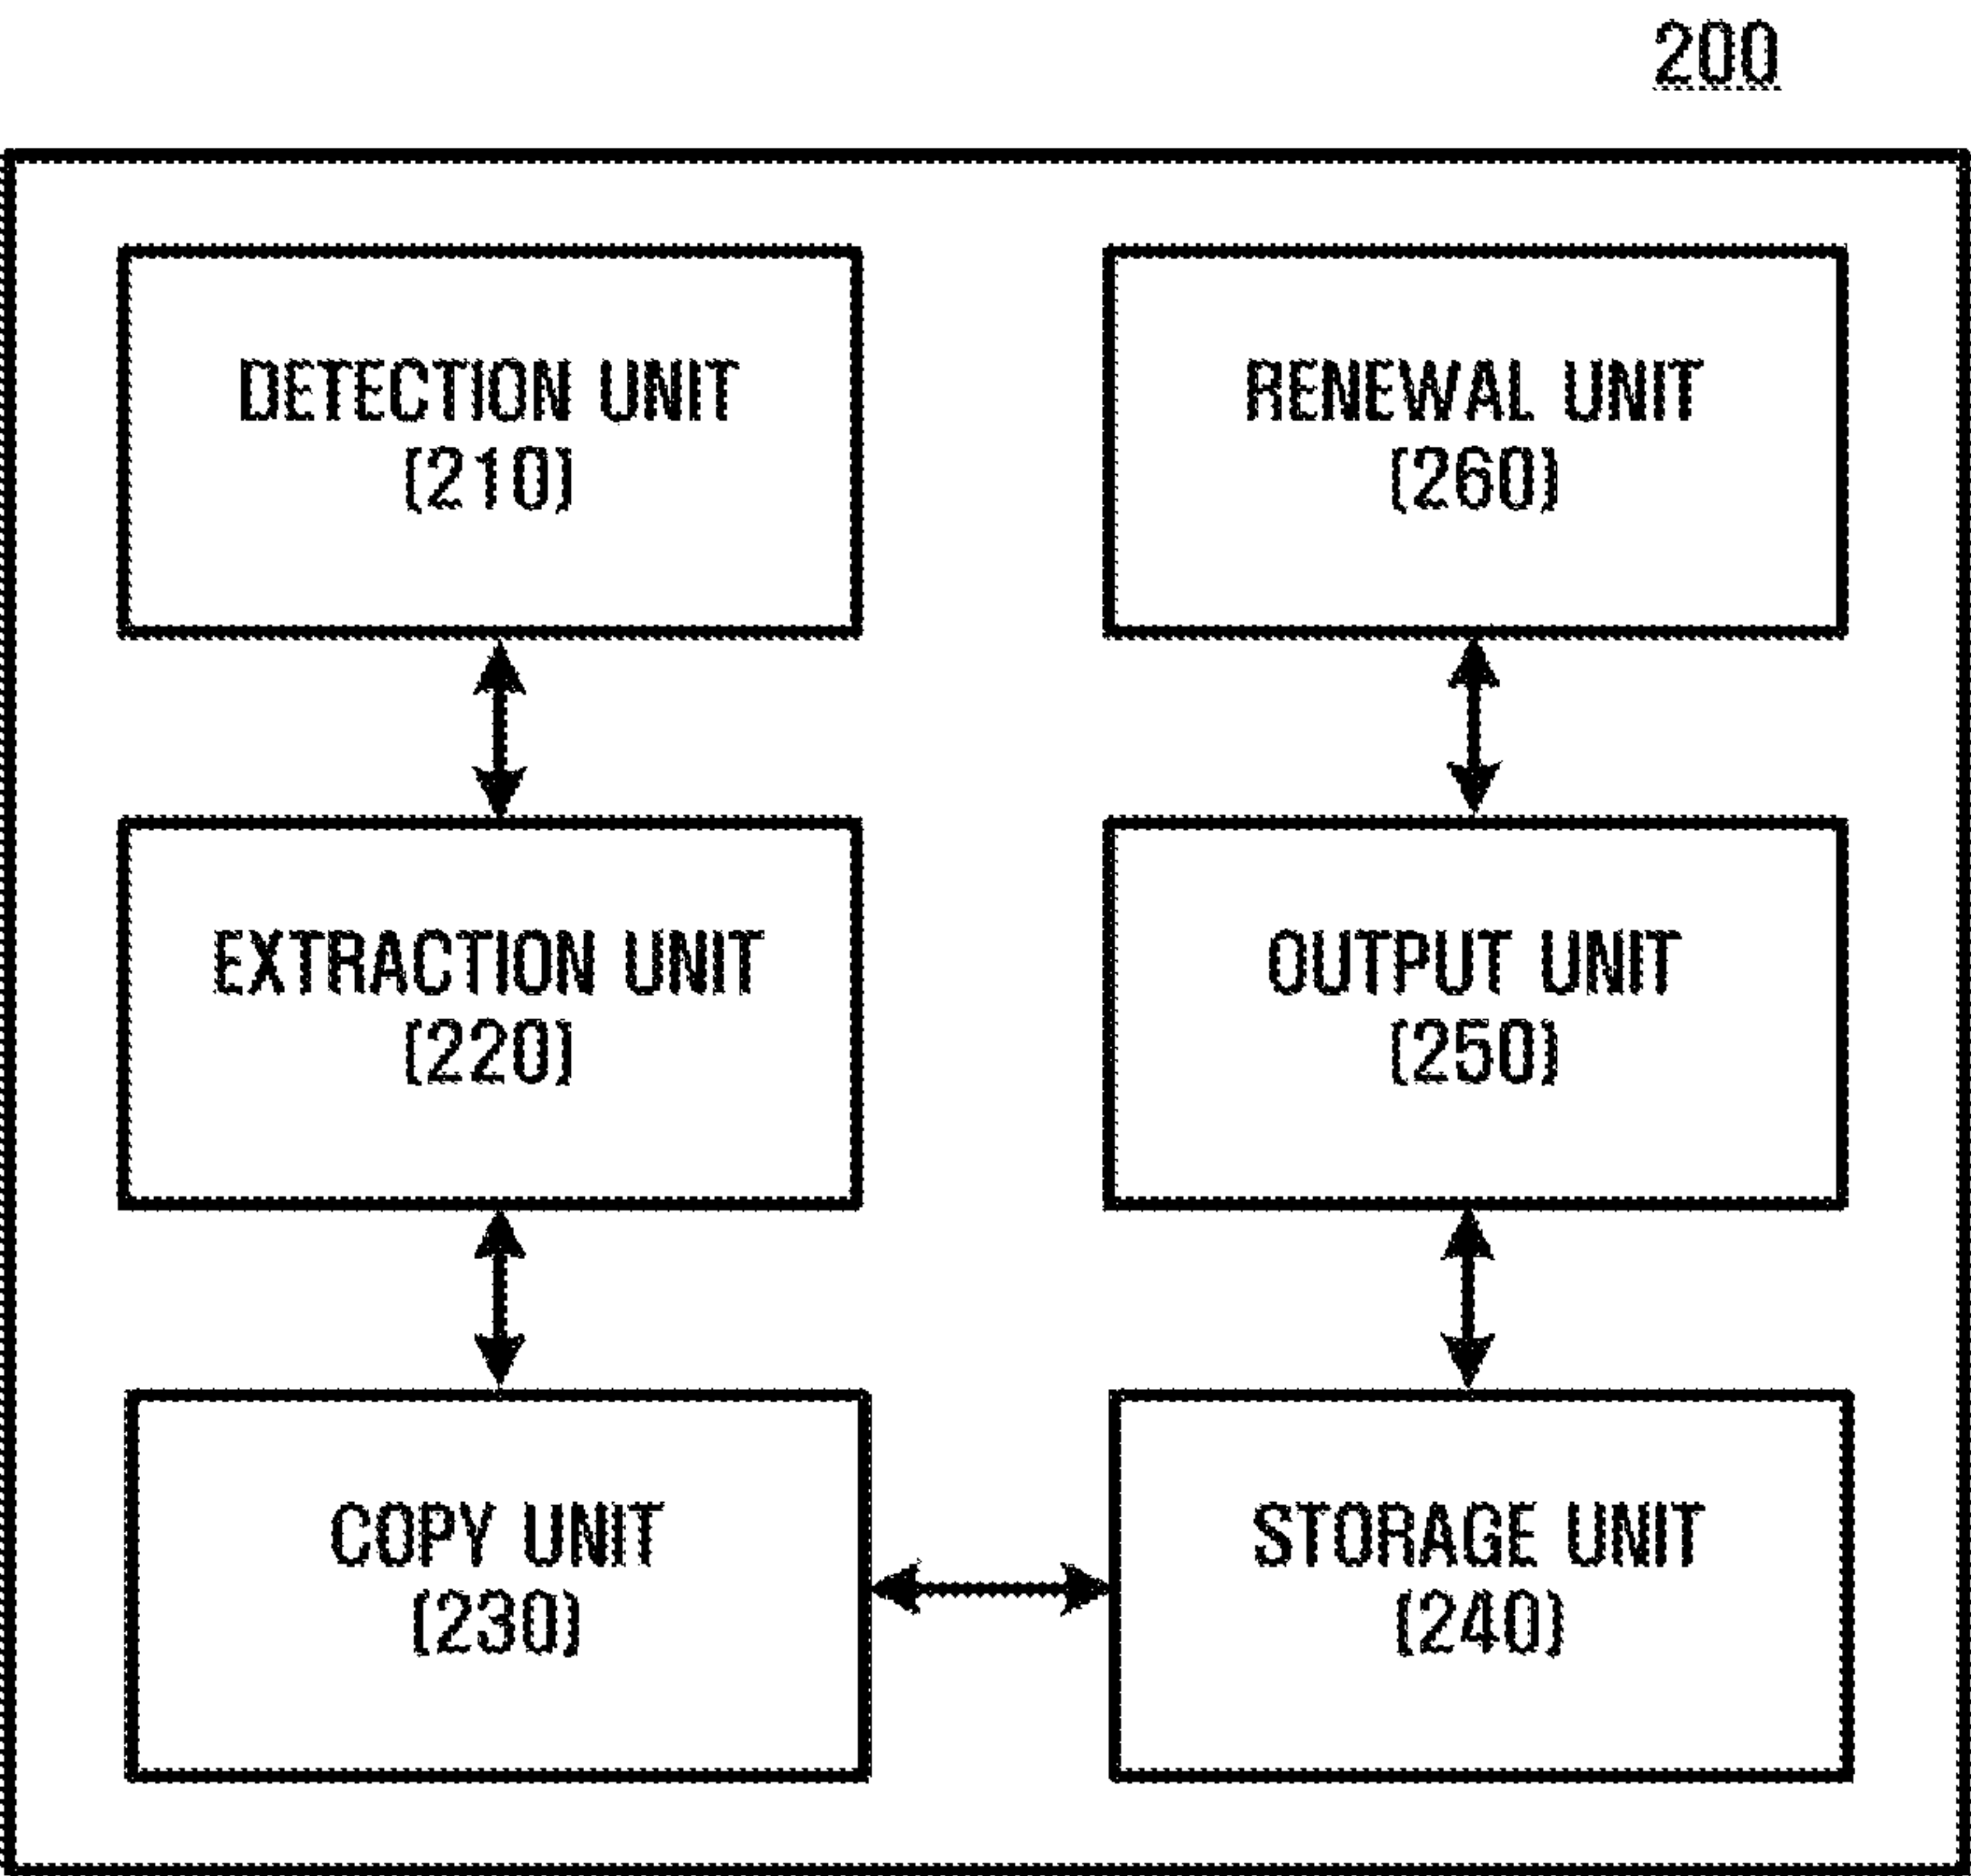 200
DETECTION UNIT
(210)
RENEWAL UNIT
(260)
EXTRACTION UNIT
(220)
OUTPUT UNIT
(250)
COPY UNIT
(230)
STORAGE UNIT
(240)